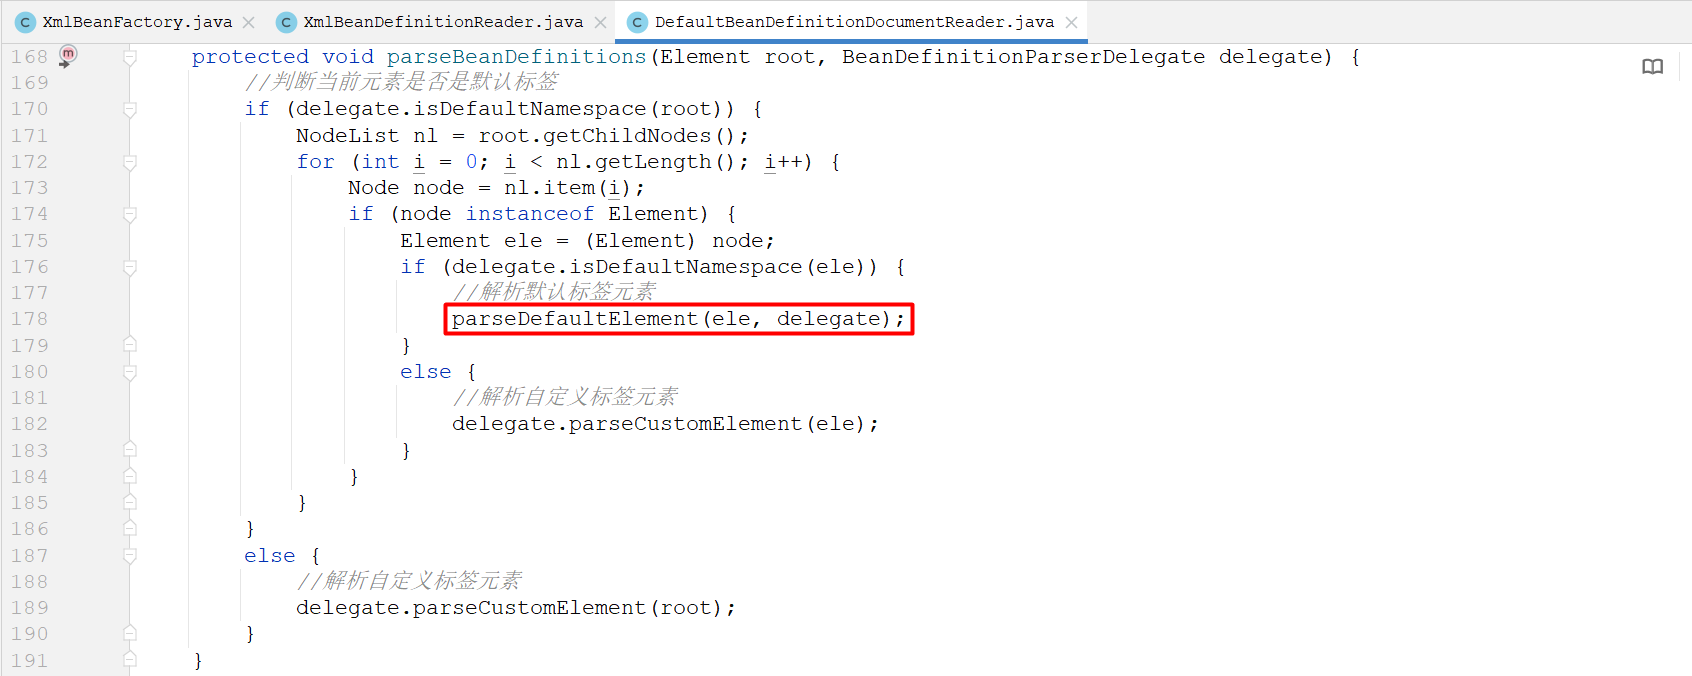 XmlBeanFactory.java XmlBeanDefinitionReader.java DefaultBeanDefinitionDocumentReader.java
168 protected void parseBeanDefinitions(Element root, BeanDefinitionParserDelegate delegate) {
169 //判断当前元素是否是默认标签
170 if (delegate.isDefaultNamespace(root)) {
171 NodeList nl = root.getChildNodes();
172 for (int i = 0; i < nl.getLength(); i++) {
173 Node node = nl.item(i);
174 if (node instanceof Element) {
175 Element ele = (Element) node;
176 if (delegate.isDefaultNamespace(ele)) {
177 //解析默认标签元素
178 parseDefaultElement(ele, delegate);
179 }
180 else {
181 //解析自定义标签元素
182 delegate.parseCustomElement(ele);
183 }
184 }
185 }
186 }
187 else {
188 //解析自定义标签元素
189 delegate.parseCustomElement(root);
190 }
191 }